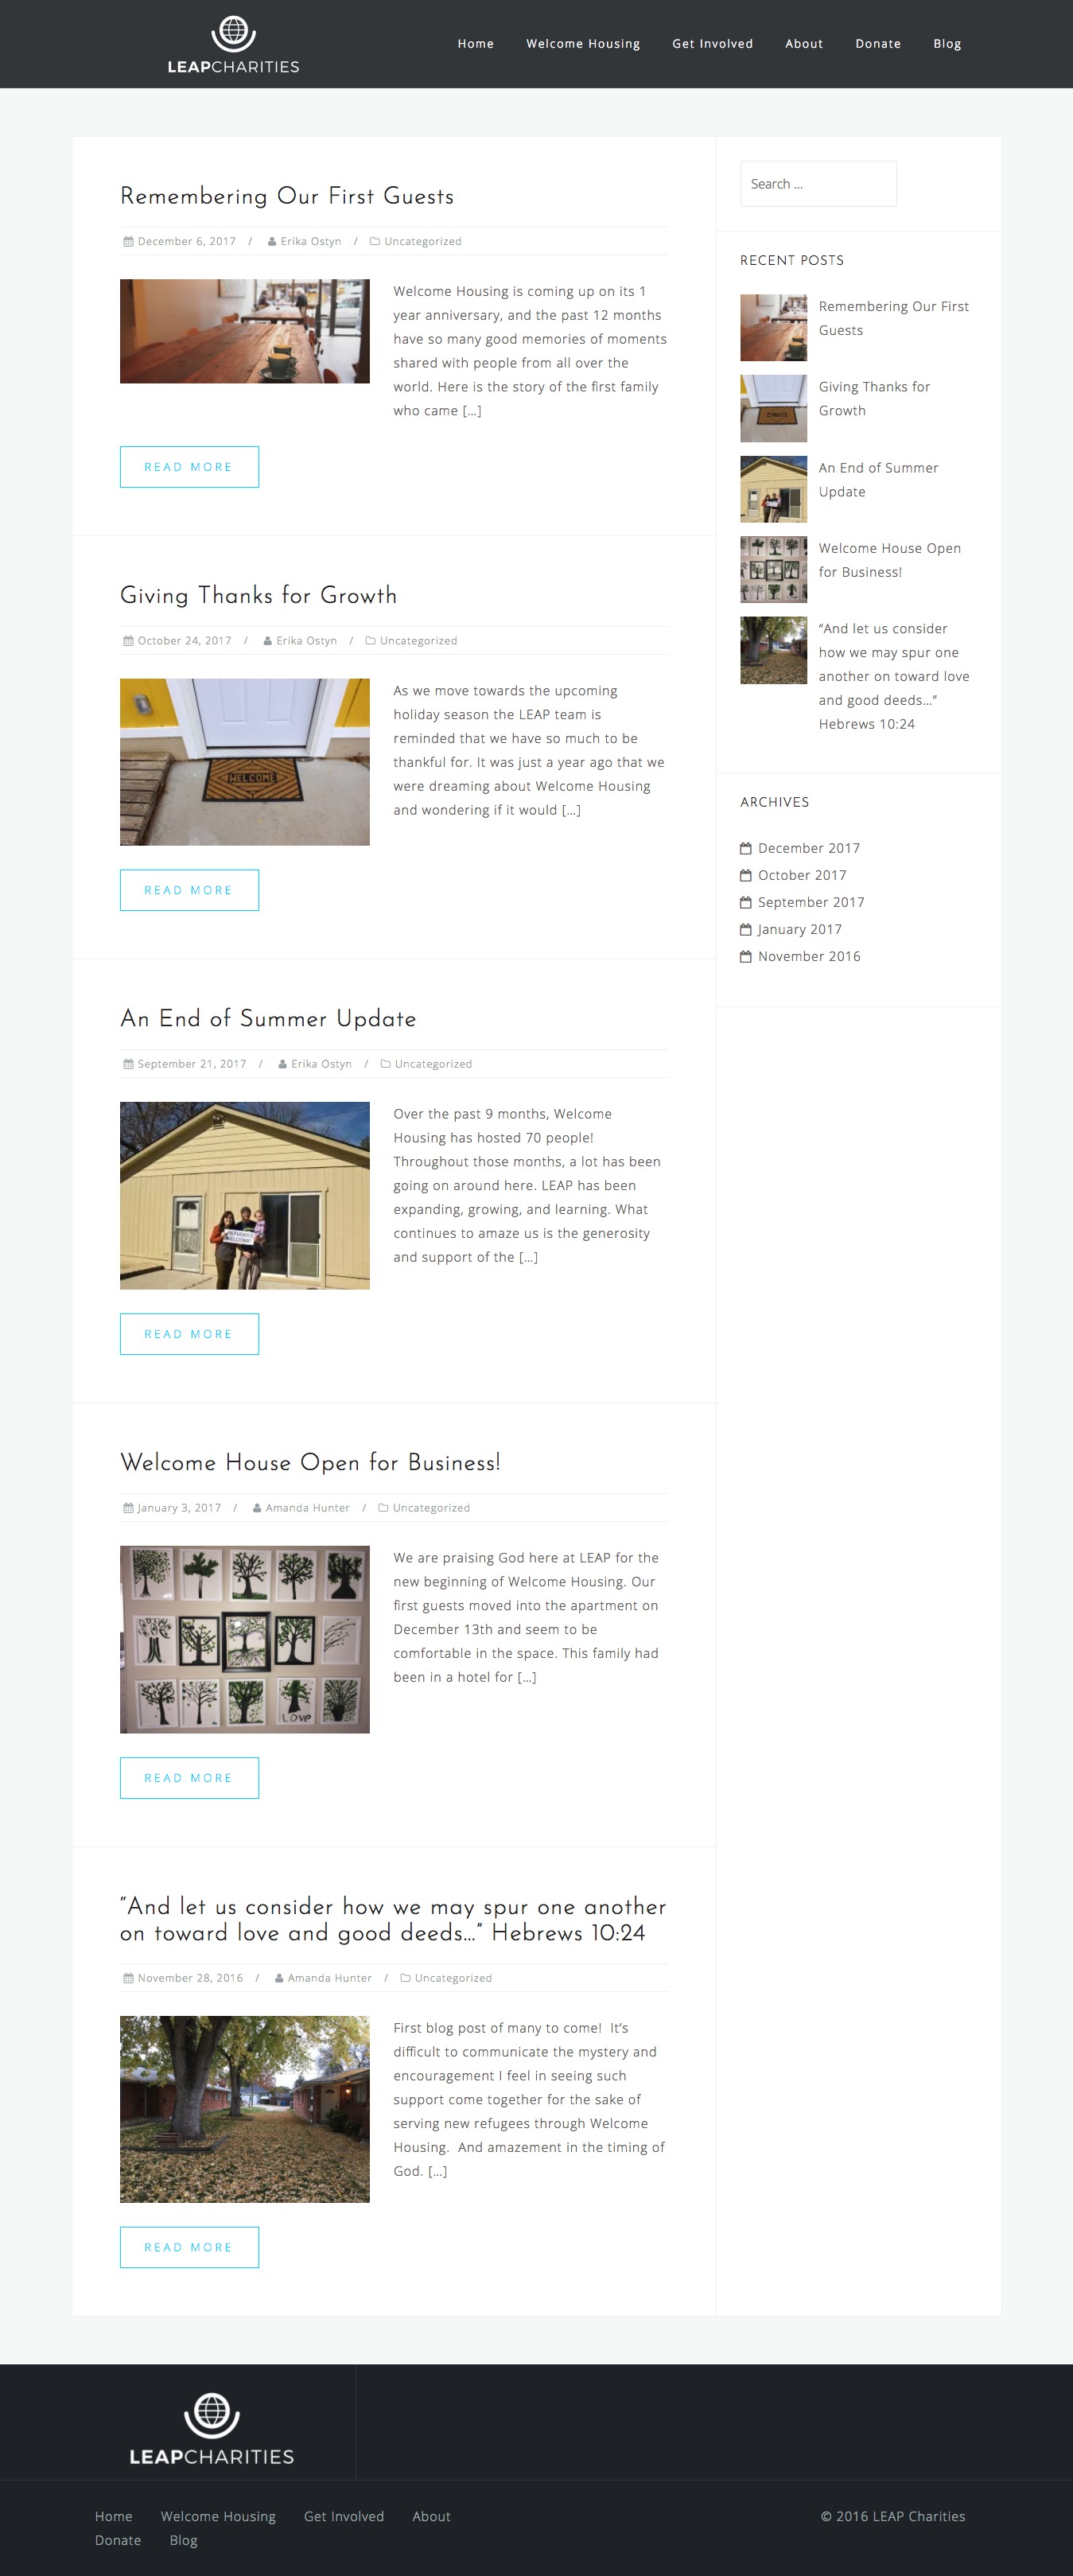 LEAPCHARITIES
Home Welcome Housing Get Involved About Donate Blog
Remembering Our First Guests
December 6, 2017 / Erika Ostyn / Uncategorized
Welcome Housing is coming up on its 1
year anniversary, and the past 12 months
have so many good memories of moments
shared with people from all over the
world. Here is the story of the first family
who came [...]
READ MORE
Giving Thanks for Growth
October 24, 2017 / Erika Ostyn / Uncategorized
WELCOME
As we move towards the upcoming
holiday season the LEAP team is
reminded that we have so much to be
thankful for. It was just a year ago that we
were dreaming about Welcome Housing
and wondering if it would [...]
READ MORE
An End of Summer Update
September 21, 2017 / Erika Ostyn / Uncategorized
REFUGEES
WELCOME
Over the past 9 months, Welcome
Housing has hosted 70 people!
Throughout those months, a lot has been
going on around here. LEAP has been
expanding, growing, and learning. What
continues to amaze us is the generosity
and support of the [...]
READ MORE
Welcome House Open for Business!
January 3, 2017 / Amanda Hunter / Uncategorized
LOVE
We are praising God here at LEAP for the
new beginning of Welcome Housing. Our
first guests moved into the apartment on
December 13th and seem to be
comfortable in the space. This family had
been in a hotel for [...]
READ MORE
“And let us consider how we may spur one another
on toward love and good deeds...” Hebrews 10:24
November 28, 2016 / Amanda Hunter / Uncategorized
First blog post of many to come!  It’s
difficult to communicate the mystery and
encouragement I feel in seeing such
support come together for the sake of
serving new refugees through Welcome
Housing.  And amazement in the timing of
God. [...]
READ MORE
Search ...
RECENT POSTS
Remembering Our First
Guests
Giving Thanks for
Growth
An End of Summer
Update
Welcome House Open
for Business!
“And let us consider
how we may spur one
another on toward love
and good deeds...”
Hebrews 10:24
ARCHIVES
December 2017
October 2017
September 2017
January 2017
November 2016
LEAPCHARITIES
Home Welcome Housing Get Involved About
Donate Blog
© 2016 LEAP Charities